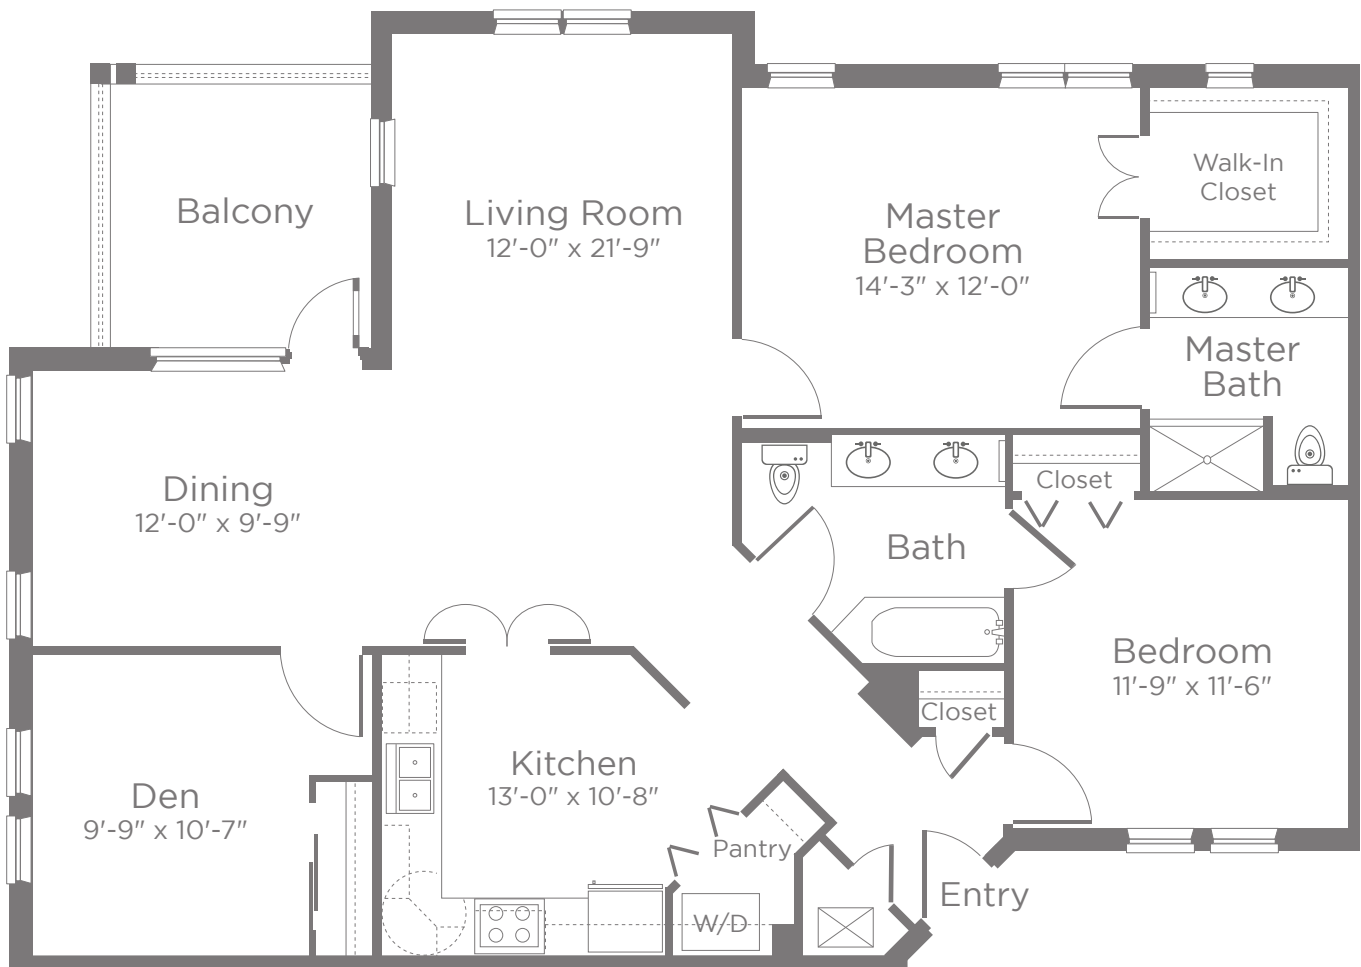 Balcony
Living Room
12'-0" x 21'-9"
Master
Bedroom
14'-3" x 12'-0"
Walk-In
Closet
Master
Bath
Dining
12'-0" x 9'-9"
Closet
Bath
Bedroom
11'-9" x 11'-6"
Closet
Kitchen
13'-0" x 10'-8"
Den
9'-9" x 10'-7"
Pantry
W/D
Entry